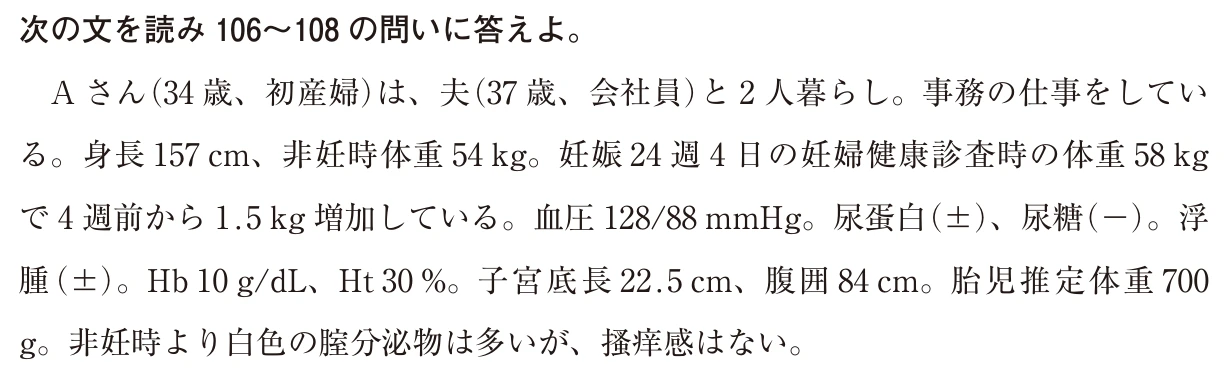 次の文を読み 106～108 の問いに答えよ。
A さん(34 歳、初産婦)は、夫(37 歳、会社員)と 2 人暮らし。事務の仕事をしてい
る。身長 157 cm、非妊時体重 54 kg。妊娠 24 週 4 日の妊婦健康診査時の体重 58 kg
で 4 週前から 1.5 kg 増加している。血圧 128/88 mmHg。尿蛋白(±)、尿糖(−)。浮
腫(±)。Hb 10 g/dL、Ht 30 %。子宮底長 22.5 cm、腹囲 84 cm。胎児推定体重 700
g。非妊時より白色の腟分泌物は多いが、搔痒感はない。